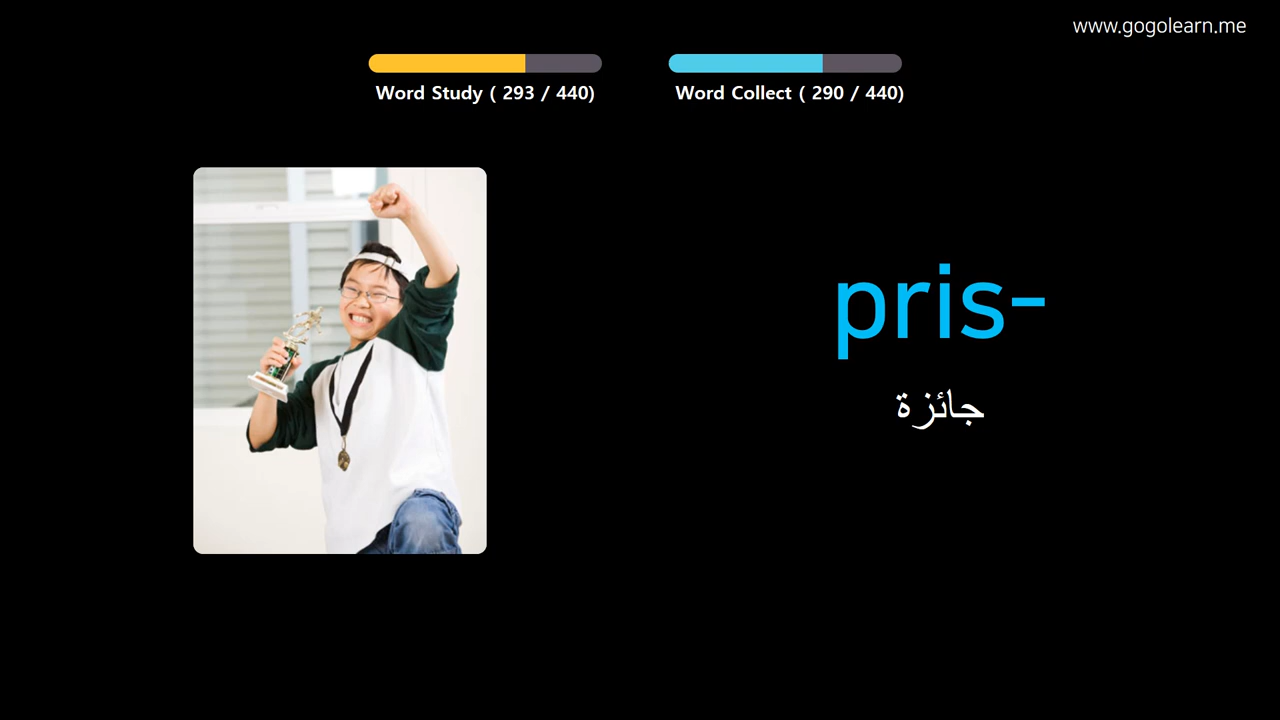 www.gogolearn.me
Word Study ( 293 / 440)
Word Collect ( 290 / 440)
pris-
جائزة